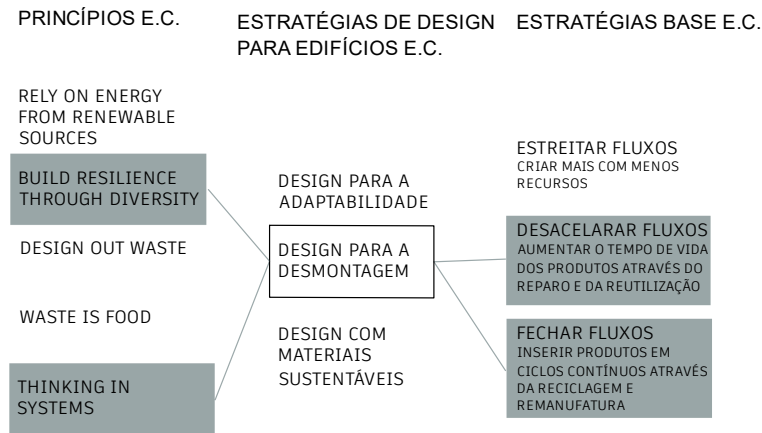 PRINCÍPIOS E.C.
ESTRATÉGIAS DE DESIGN
PARA EDIFÍCIOS E.C.
ESTRATÉGIAS BASE E.C.
RELY ON ENERGY
FROM RENEWABLE
SOURCES
BUILD RESILIENCE
THROUGH DIVERSITY
DESIGN OUT WASTE
WASTE IS FOOD
THINKING IN
SYSTEMS
DESIGN PARA A
ADAPTABILIDADE
DESIGN PARA A
DESMONTAGEM
DESIGN COM
MATERIAIS
SUSTENTÁVEIS
ESTREITAR FLUXOS
CRIAR MAIS COM MENOS
RECURSOS
DESACELARAR FLUXOS
AUMENTAR O TEMPO DE VIDA
DOS PRODUTOS ATRAVÉS DO
REPARO E DA REUTILIZAÇÃO
FECHAR FLUXOS
INSERIR PRODUTOS EM
CICLOS CONTÍNUOS ATRAVÉS
DA RECICLAGEM E
REMANUFATURA